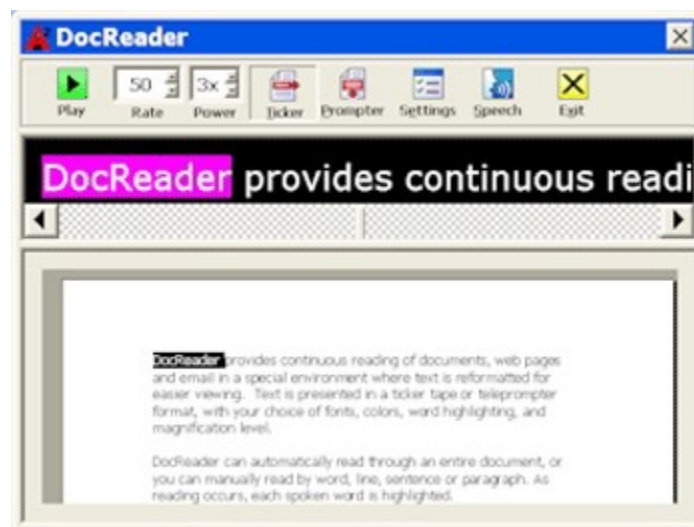 DocReader
50 3x
Play Rate Power Ticker Prompter Settings Speech Exit
DocReader provides continuous readi
DocReader provides continuous reading of documents, web pages
and email in a special environment where text is reformatted for
easier viewing. Text is presented in a ticker tape or teleprompter
format, with your choice of fonts, colors, word highlighting, and
magnification level.
DocReader can automatically read through an entire document, or
you can manually read by word, line, sentence or paragraph. As
reading occurs, each spoken word is highlighted.